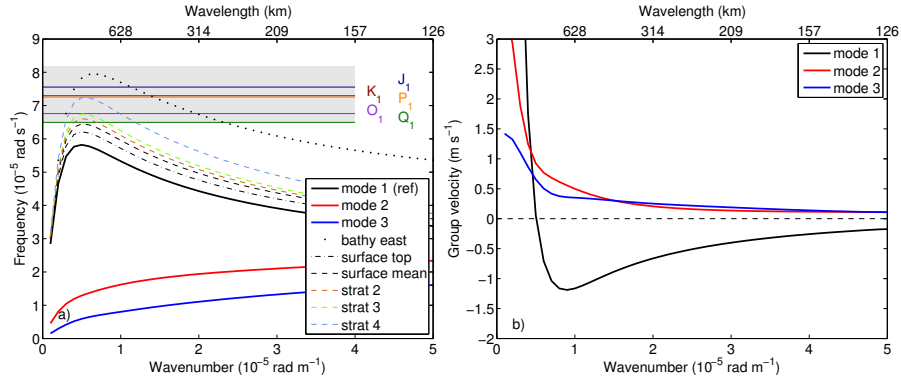 Wavelength (km)
628 314 209 157 126
9
8
7
6
5
4
3
2
1
0
Frequency (10⁻⁵ rad s⁻¹)
K₁ J₁
O₁ P₁
Q₁
mode 1 (ref)
mode 2
mode 3
bathy east
surface top
surface mean
strat 2
strat 3
strat 4
a)
0 1 2 3 4 5
Wavenumber (10⁻⁵ rad m⁻¹)
Wavelength (km)
628 314 209 157 126
3
2.5
2
1.5
1
0.5
0
−0.5
−1
−1.5
−2
Group velocity (m s⁻¹)
mode 1
mode 2
mode 3
b)
0 1 2 3 4 5
Wavenumber (10⁻⁵ rad m⁻¹)